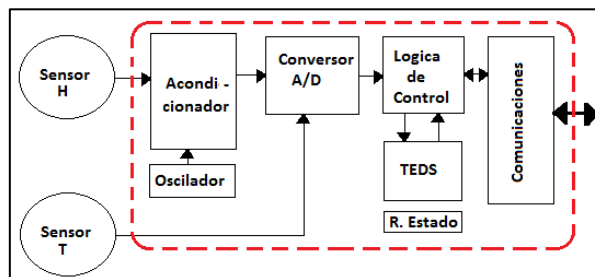 Sensor
H
Acondi -
cionador
Oscilador
Conversor
A/D
Logica
de
Control
TEDS
R. Estado
Comunicaciones
Sensor
T